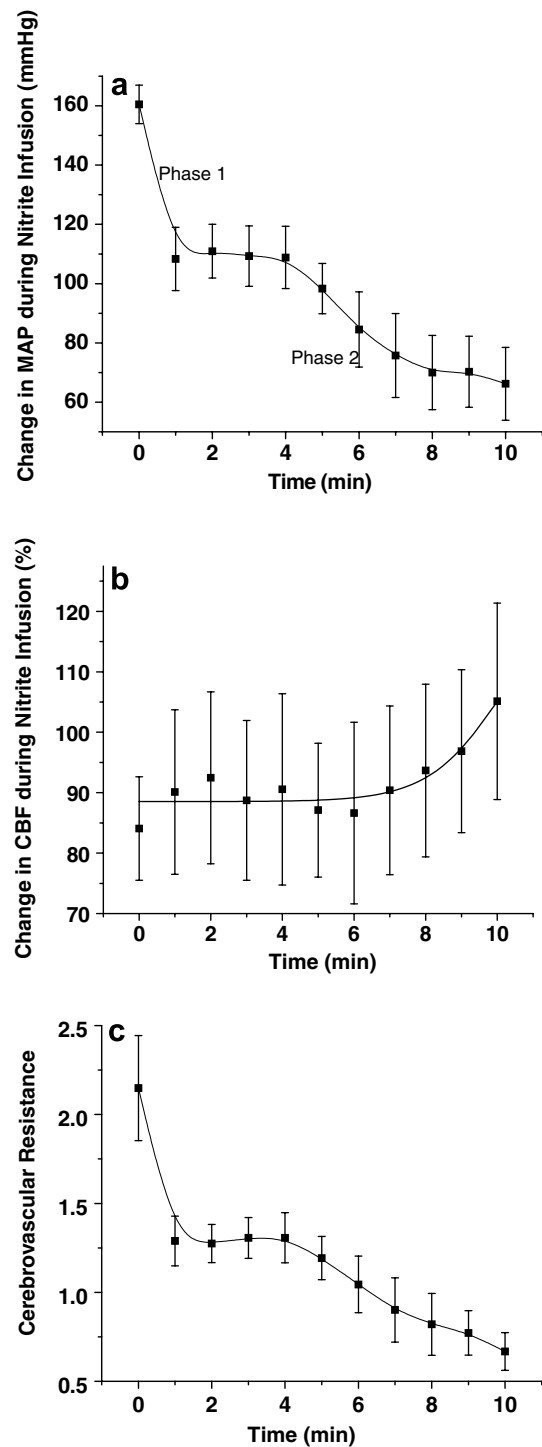 a
Change in MAP during Nitrite Infusion (mmHg)
160
140
120
100
80
60
Phase 1
Phase 2
0 2 4 6 8 10
Time (min)
b
Change in CBF during Nitrite Infusion (%)
120
110
100
90
80
70
0 2 4 6 8 10
Time (min)
c
Cerebrovascular Resistance
2.5
2.0
1.5
1.0
0.5
0 2 4 6 8 10
Time (min)